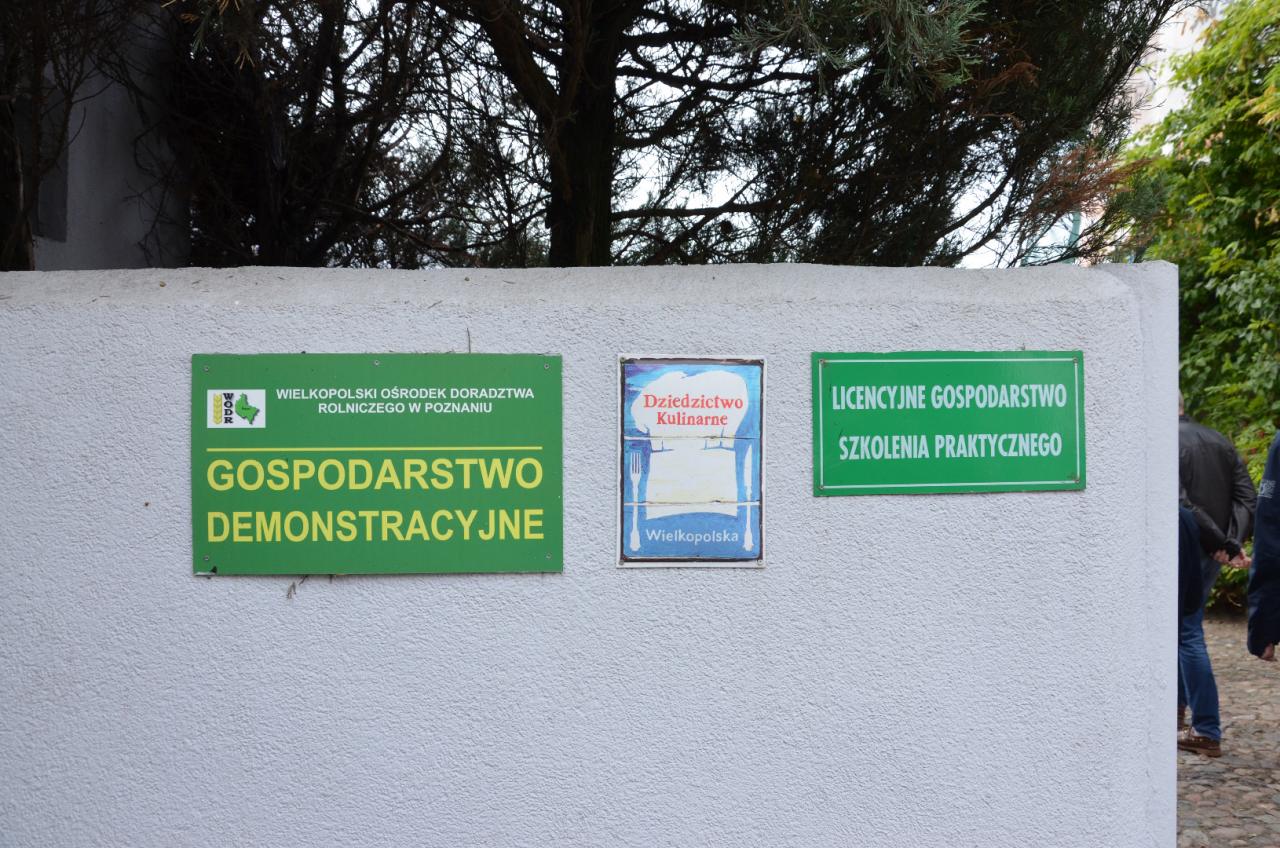 WODR
WIELKOPOLSKI OŚRODEK DORADZTWA
ROLNICZEGO W POZNANIU
GOSPODARSTWO
DEMONSTRACYJNE
Dziedzictwo
Kulinarne
Wielkopolska
LICENCYJNE GOSPODARSTWO
SZKOLENIA PRAKTYCZNEGO